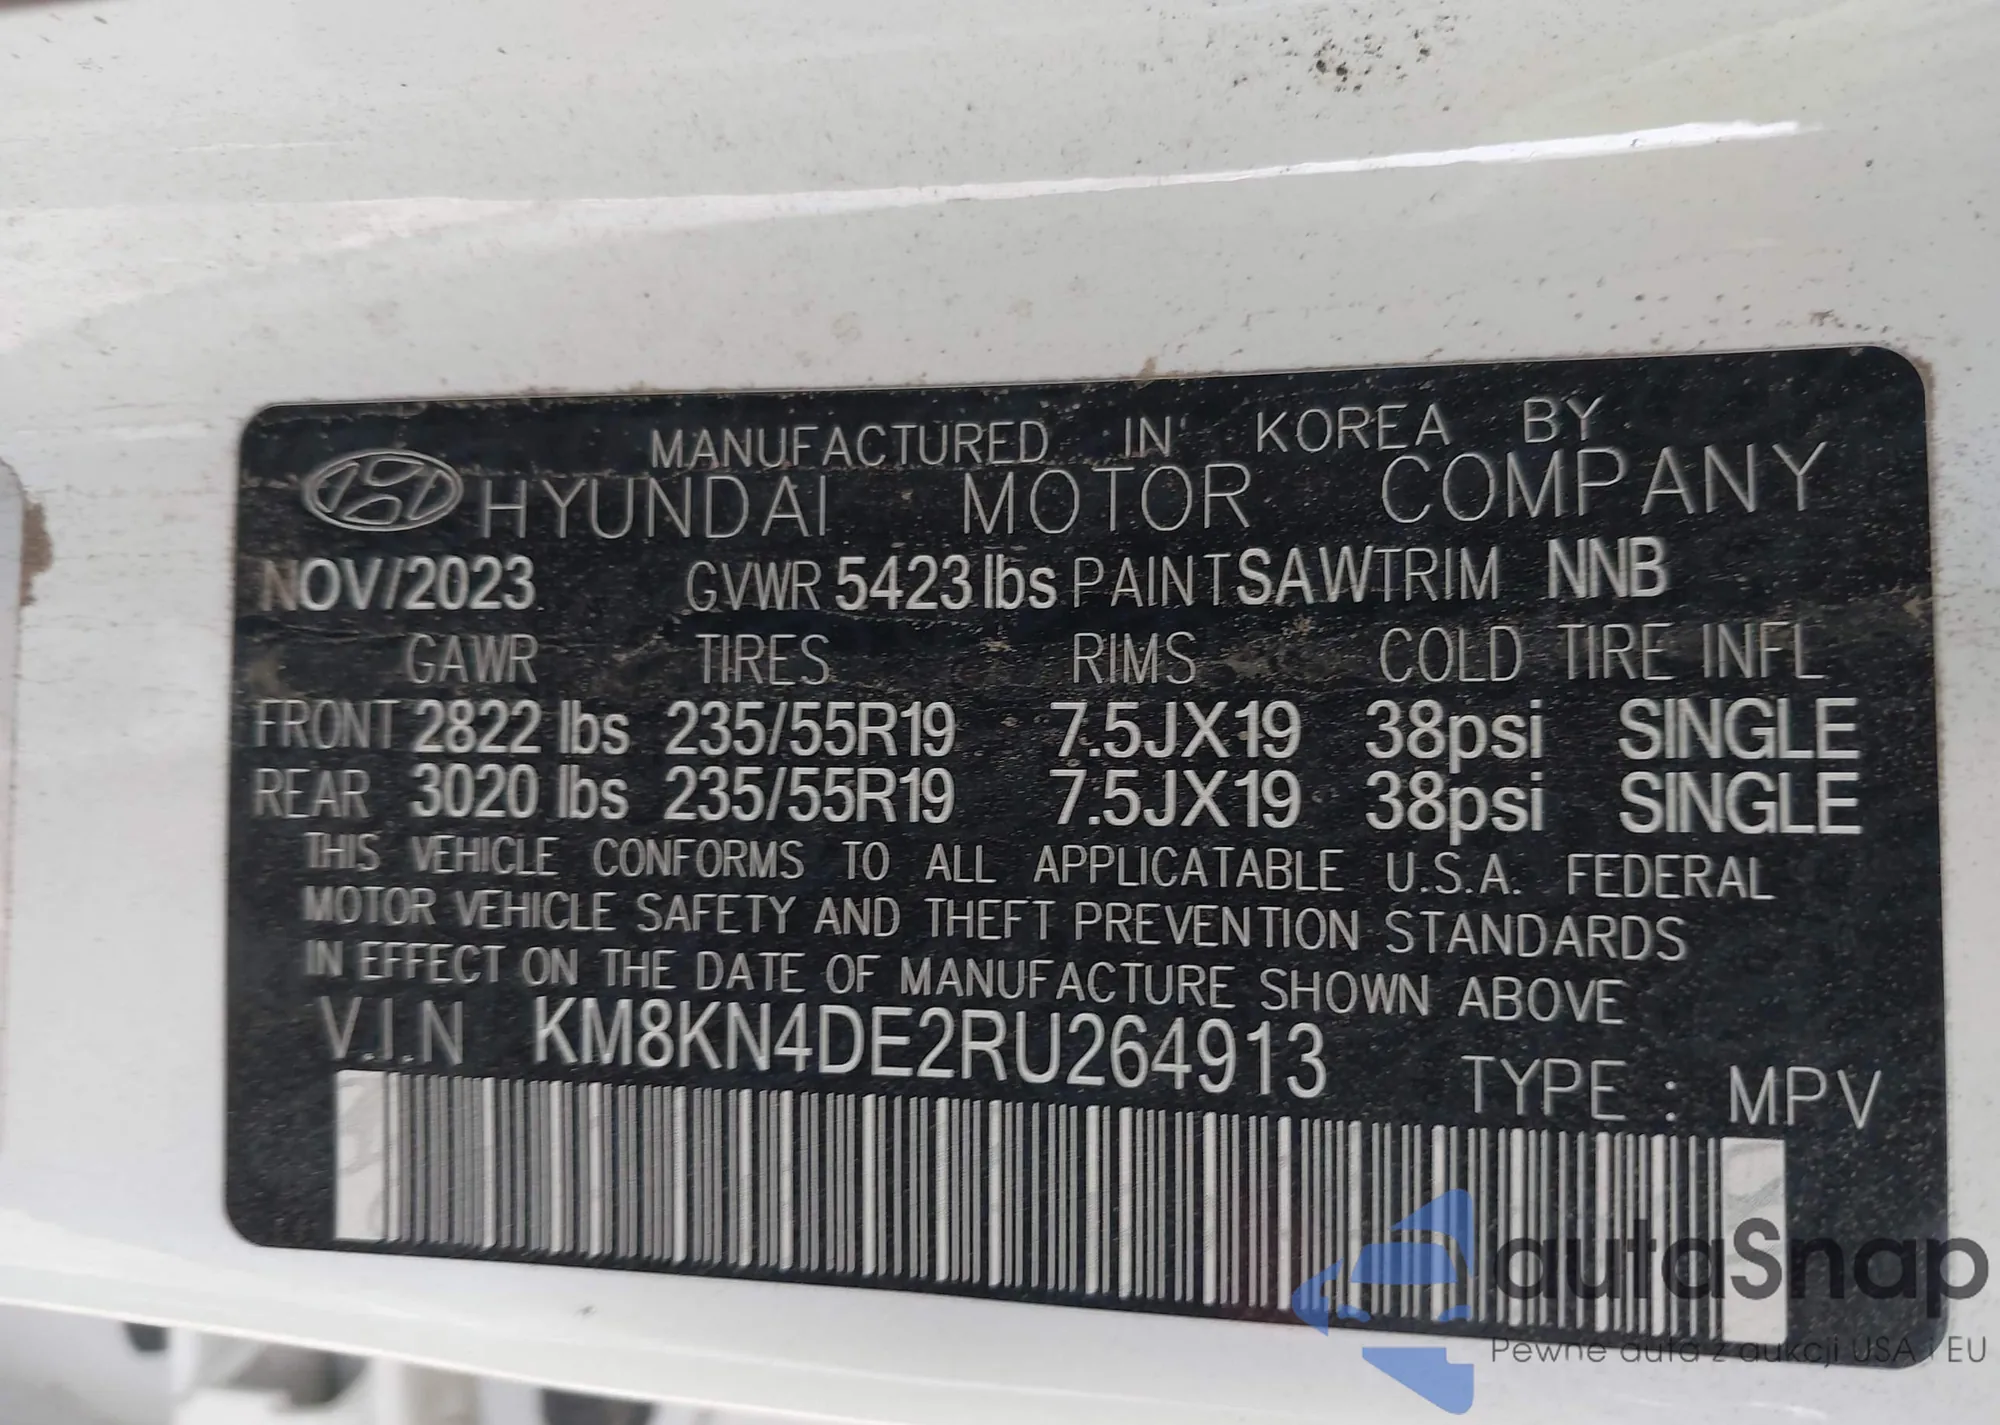 MANUFACTURED IN KOREA BY
HYUNDAI MOTOR COMPANY
NOV/2023 GVWR 5423 lbs PAINT SAW TRIM NNB
GAWR TIRES RIMS COLD TIRE INFL
FRONT 2822 lbs 235/55R19 7.5JX19 38psi SINGLE
REAR 3020 lbs 235/55R19 7.5JX19 38psi SINGLE
THIS VEHICLE CONFORMS TO ALL APPLICATABLE U.S.A. FEDERAL
MOTOR VEHICLE SAFETY AND THEFT PREVENTION STANDARDS
IN EFFECT ON THE DATE OF MANUFACTURE SHOWN ABOVE
V.I.N KM8KN4DE2RU264913
TYPE : MPV
autaSnap
Pewne auta z aukcji USA i EU